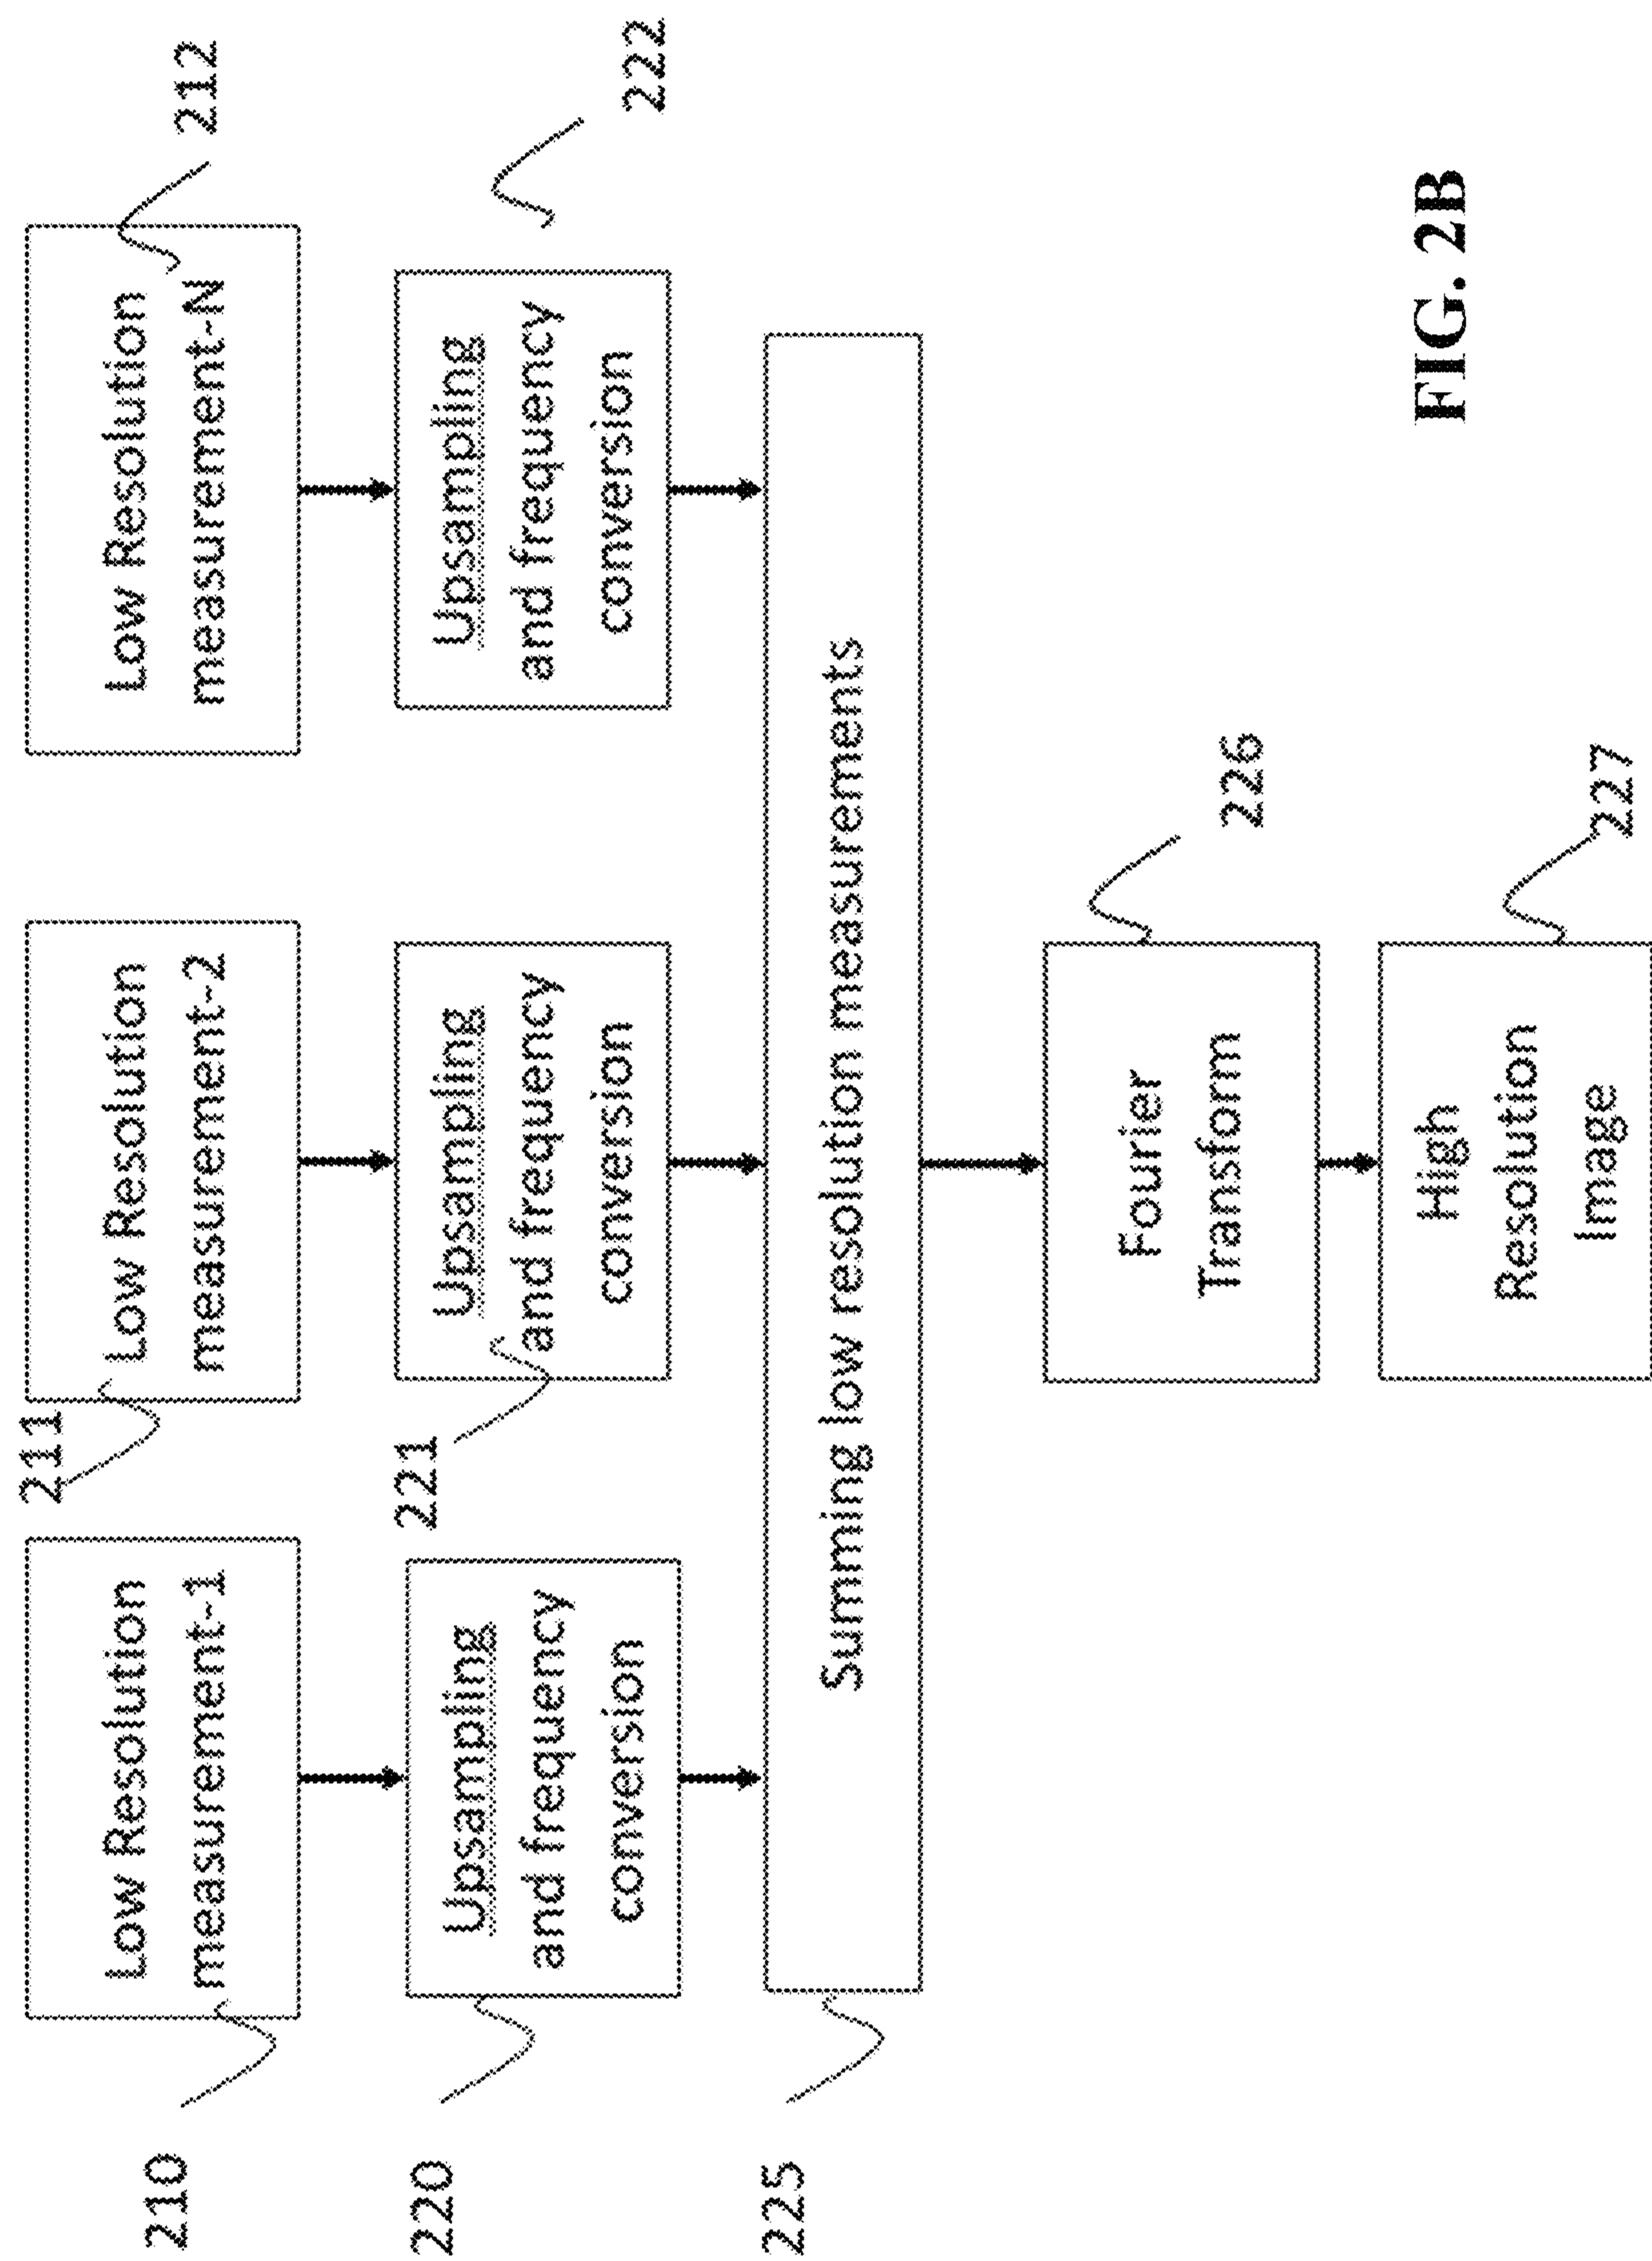 210
Low Resolution
measurement-1
211
Low Resolution
measurement-2
Low Resolution
measurement-N
212
220
Upsampling
and frequency
conversion
221
Upsampling
and frequency
conversion
Upsampling
and frequency
conversion
222
225
Summing low resolution measurements
Fourier
Transform
226
High
Resolution
Image
227
FIG. 2B